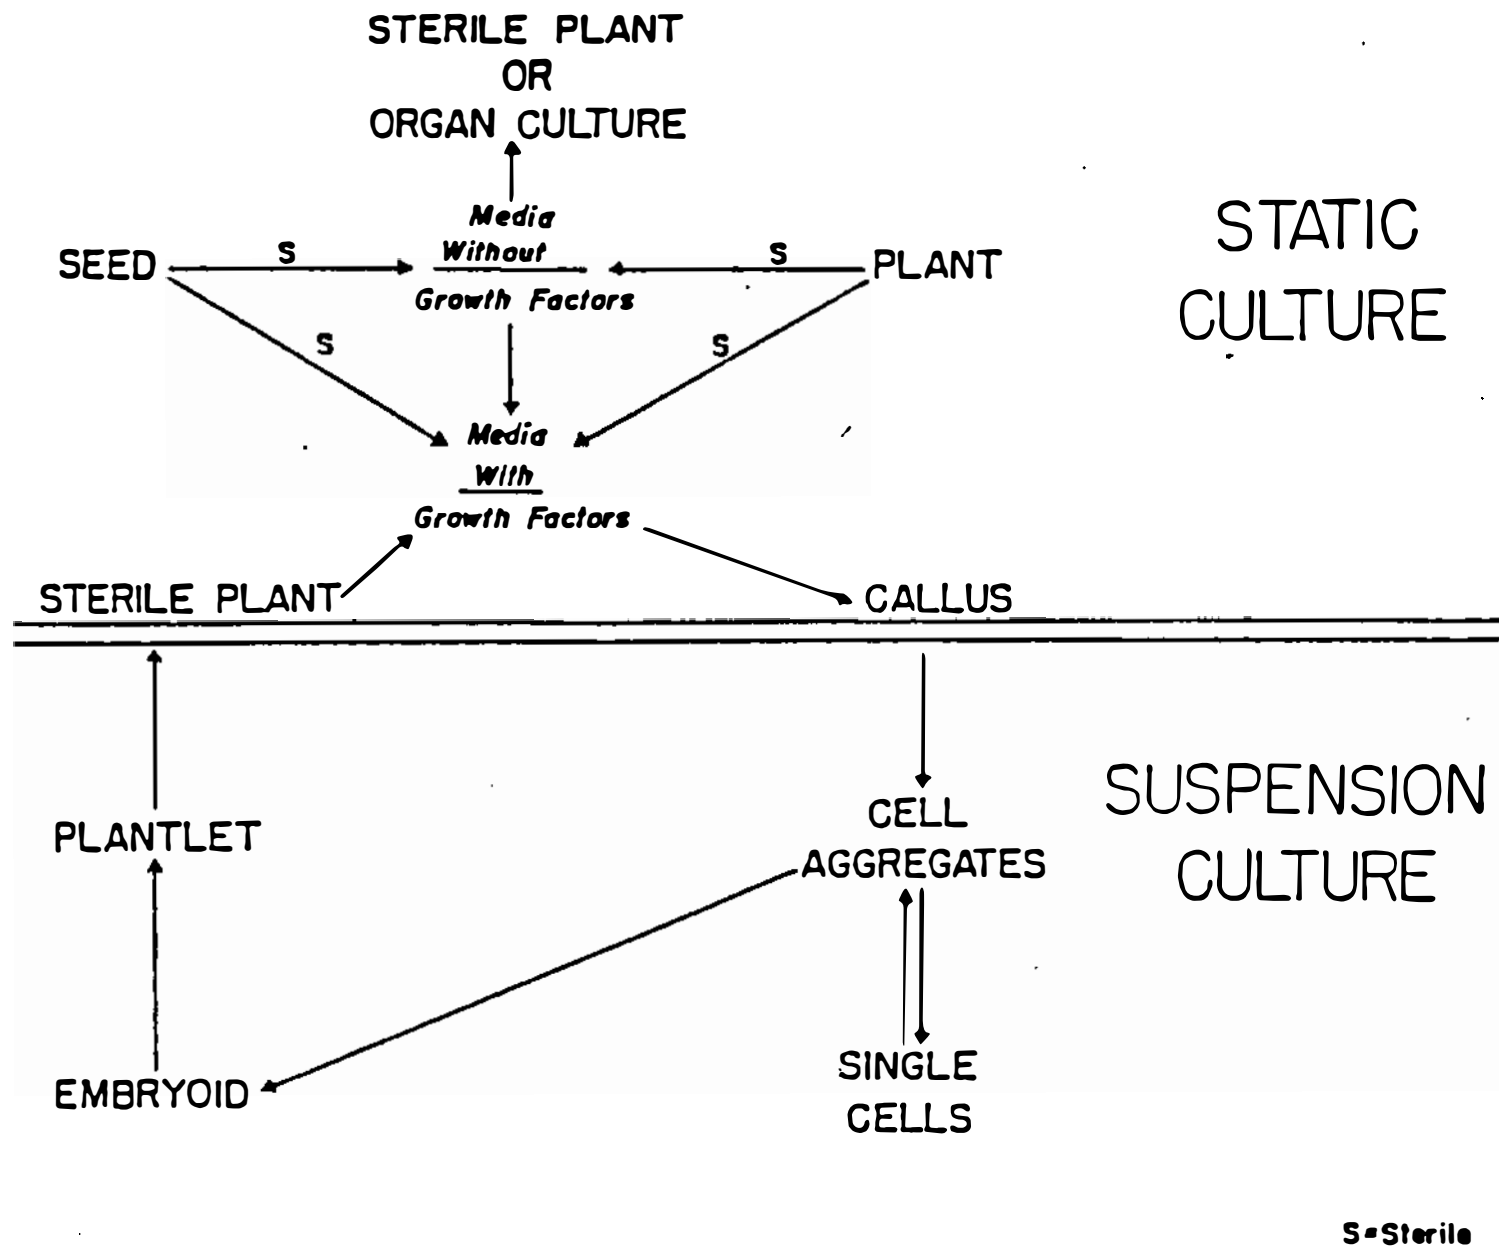 STERILE PLANT
OR
ORGAN CULTURE
Media
Without
Growth Factors
SEED
S
S
PLANT
S
S
STATIC
CULTURE
Media
With
Growth Factors
STERILE PLANT
CALLUS
PLANTLET
CELL
AGGREGATES
SUSPENSION
CULTURE
EMBRYOID
SINGLE
CELLS
S=Sterile